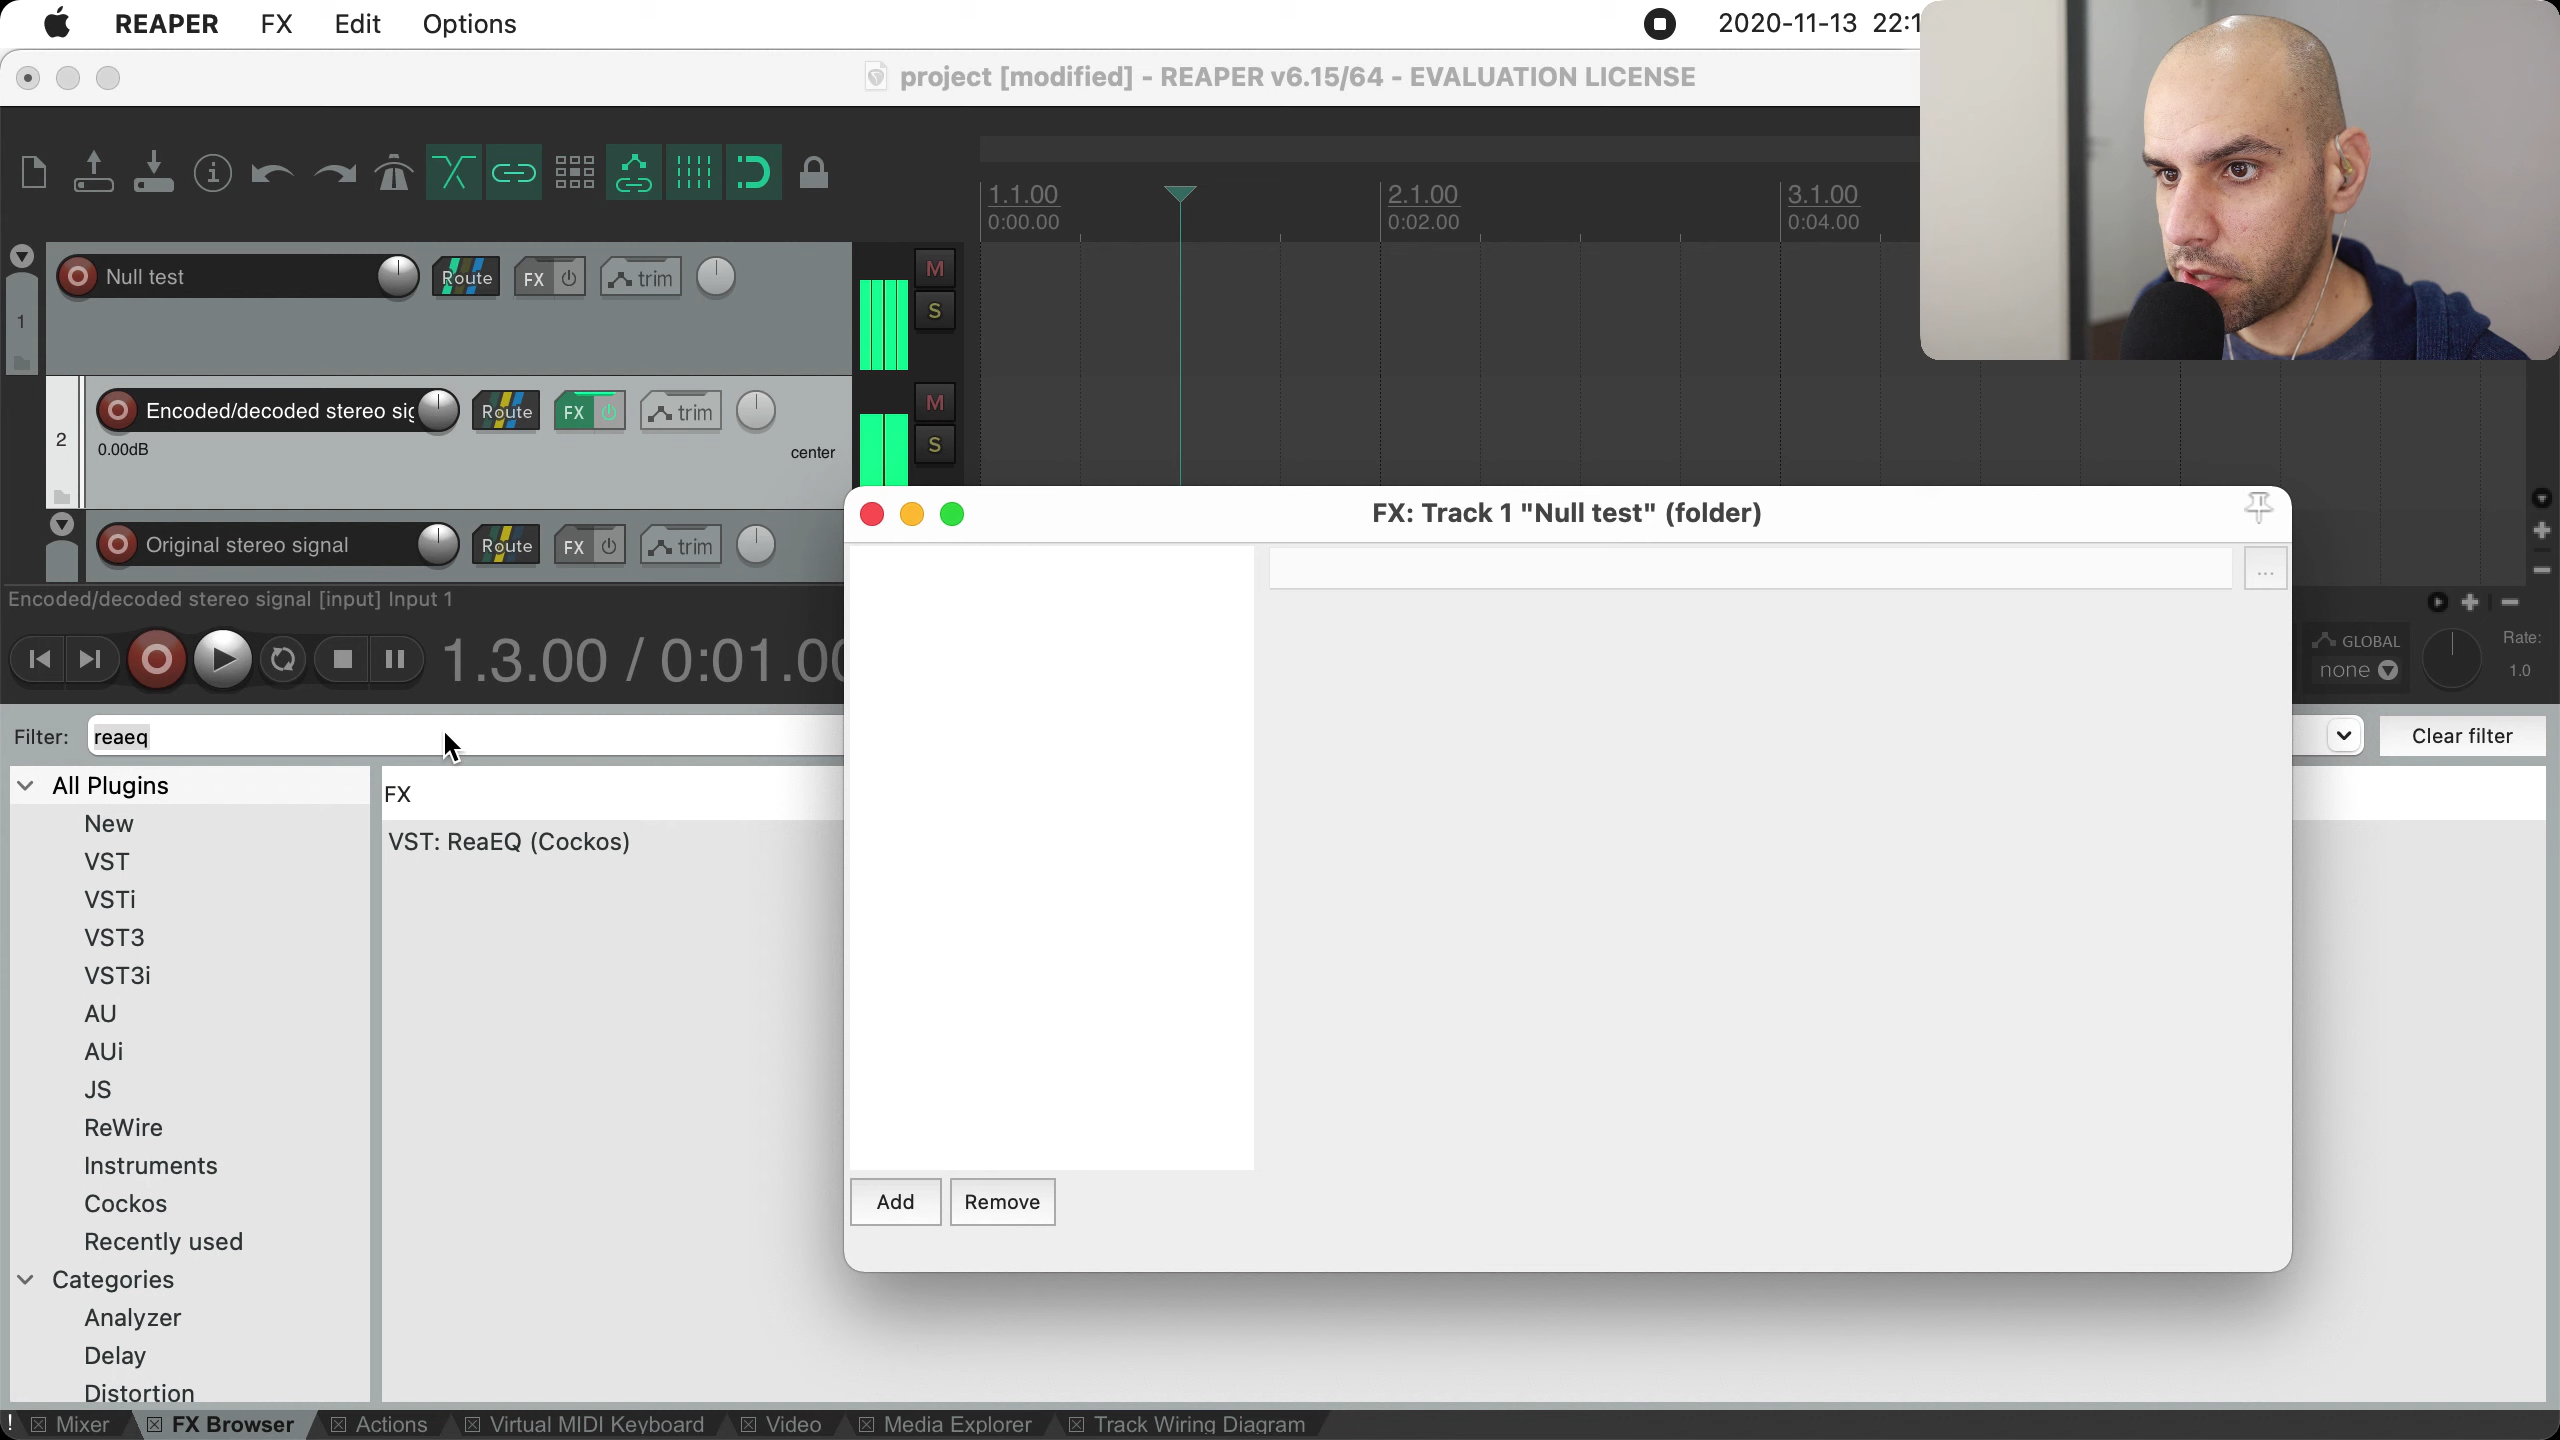 REAPER FX Edit Options
2020-11-13 22:1
project [modified] - REAPER v6.15/64 - EVALUATION LICENSE
1.1.00 2.1.00 3.1.00
0:00.00 0:02.00 0:04.00
Null test Route FX trim M
S
1
Encoded/decoded stereo sig Route FX trim M
S
2
0.00dB center
Original stereo signal Route FX trim
Encoded/decoded stereo signal [input] Input 1
1.3.00 / 0:01.00
GLOBAL
none
Rate:
1.0
FX: Track 1 "Null test" (folder)
...
Add Remove
Filter: reaeq Clear filter
All Plugins
New
VST
VSTi
VST3
VST3i
AU
AUi
JS
ReWire
Instruments
Cockos
Recently used
Categories
Analyzer
Delay
Distortion
FX
VST: ReaEQ (Cockos)
! Mixer FX Browser Actions Virtual MIDI Keyboard Video Media Explorer Track Wiring Diagram